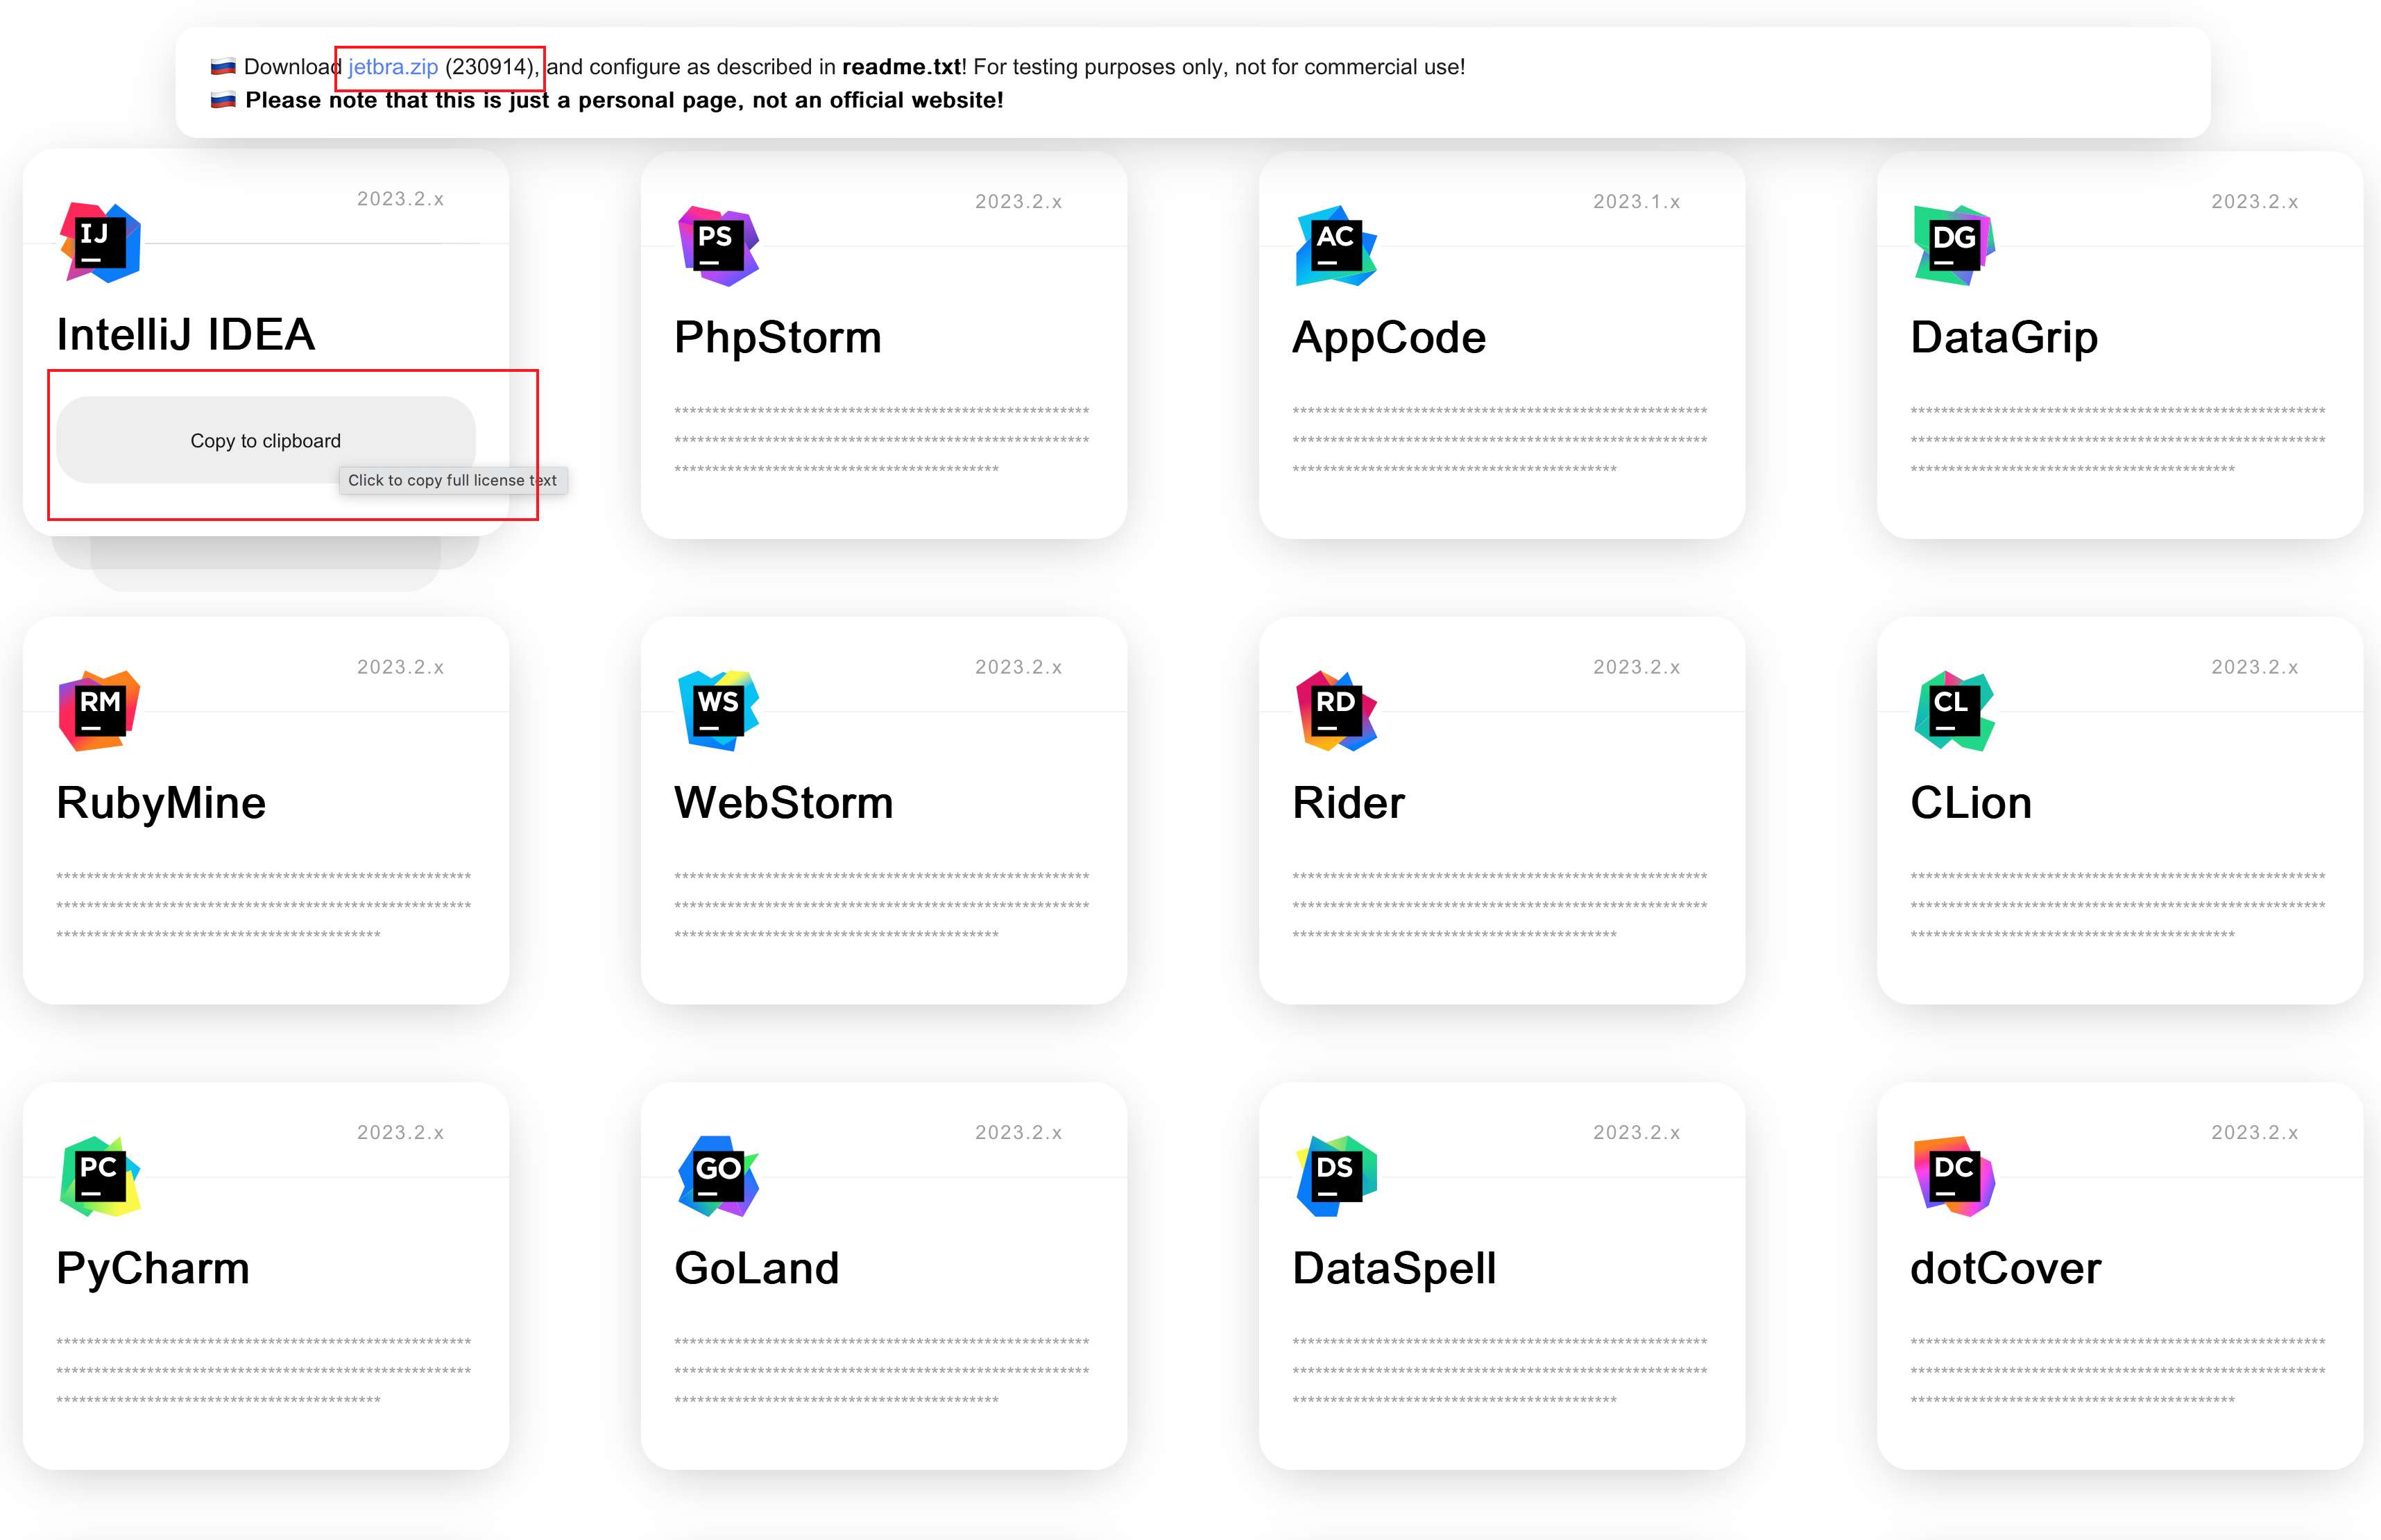 🇷🇺 Download jetbra.zip (230914), and configure as described in readme.txt! For testing purposes only, not for commercial use!
🇷🇺 Please note that this is just a personal page, not an official website!
IJ
2023.2.x
IntelliJ IDEA
Copy to clipboard
Click to copy full license text
PS
2023.2.x
PhpStorm
*******************************************************
*******************************************************
*******************************************
AC
2023.1.x
AppCode
*******************************************************
*******************************************************
*******************************************
DG
2023.2.x
DataGrip
*******************************************************
*******************************************************
*******************************************
RM
2023.2.x
RubyMine
*******************************************************
*******************************************************
*******************************************
WS
2023.2.x
WebStorm
*******************************************************
*******************************************************
*******************************************
RD
2023.2.x
Rider
*******************************************************
*******************************************************
*******************************************
CL
2023.2.x
CLion
*******************************************************
*******************************************************
*******************************************
PC
2023.2.x
PyCharm
*******************************************************
*******************************************************
*******************************************
GO
2023.2.x
GoLand
*******************************************************
*******************************************************
*******************************************
DS
2023.2.x
DataSpell
*******************************************************
*******************************************************
*******************************************
DC
2023.2.x
dotCover
*******************************************************
*******************************************************
*******************************************